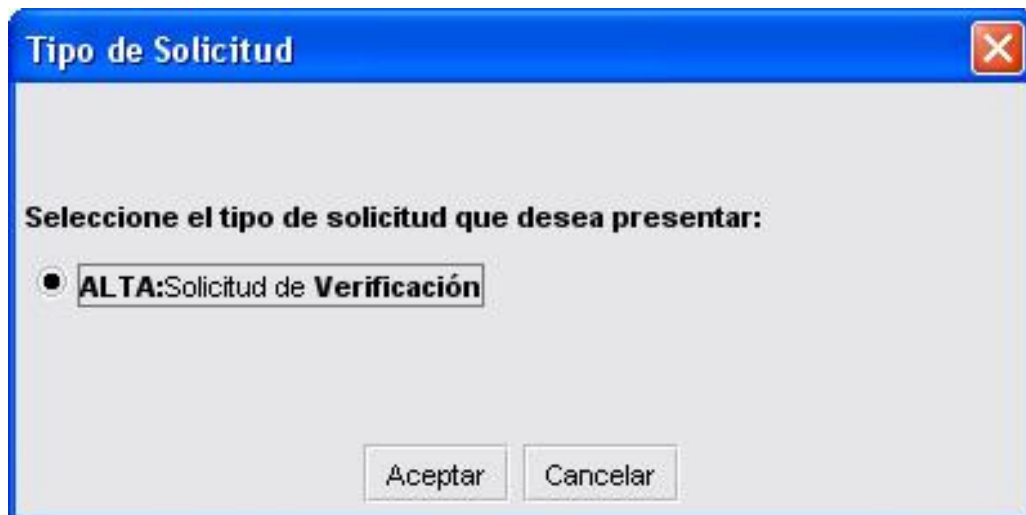 Tipo de Solicitud
Seleccione el tipo de solicitud que desea presentar:
ALTA:Solicitud de Verificación
Aceptar Cancelar